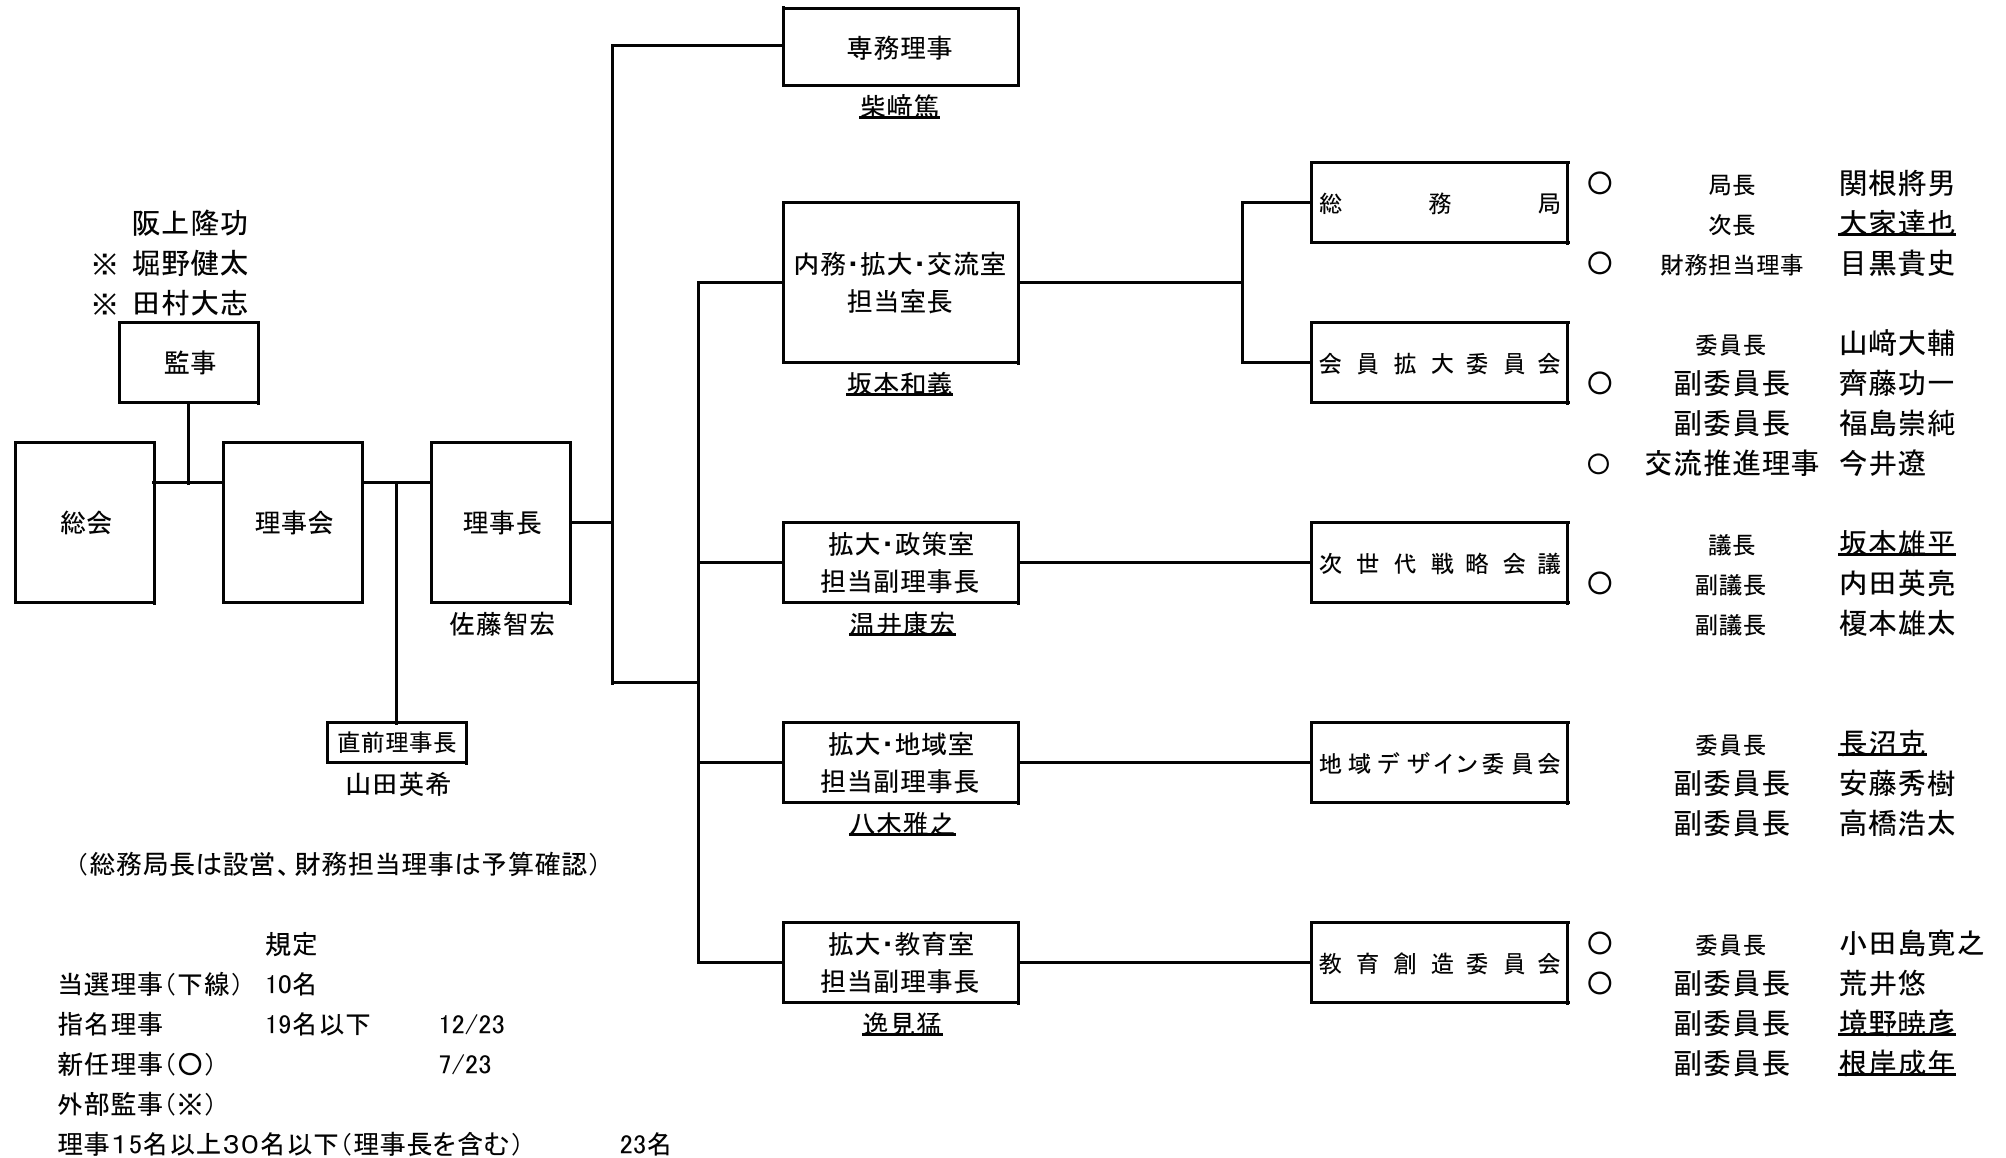 専務理事
柴﨑篤
阪上隆功
※ 堀野健太
※ 田村大志
監事
総会
理事会
理事長
佐藤智宏
直前理事長
山田英希
内務・拡大・交流室
担当室長
坂本和義
総務局
○ 局長 関根將男
次長 大家達也
○ 財務担当理事 目黒貴史
会員拡大委員会
委員長 山﨑大輔
○ 副委員長 齊藤功一
副委員長 福島崇純
○ 交流推進理事 今井遼
拡大・政策室
担当副理事長
温井康宏
次世代戦略会議
議長 坂本雄平
○ 副議長 内田英亮
副議長 榎本雄太
拡大・地域室
担当副理事長
八木雅之
地域デザイン委員会
委員長 長沼克
副委員長 安藤秀樹
副委員長 高橋浩太
拡大・教育室
担当副理事長
逸見猛
教育創造委員会
○ 委員長 小田島寛之
○ 副委員長 荒井悠
副委員長 境野暁彦
副委員長 根岸成年
（総務局長は設営、財務担当理事は予算確認）
規定
当選理事（下線） 10名
指名理事 19名以下 12/23
新任理事（○） 7/23
外部監事（※）
理事15名以上30名以下（理事長を含む） 23名